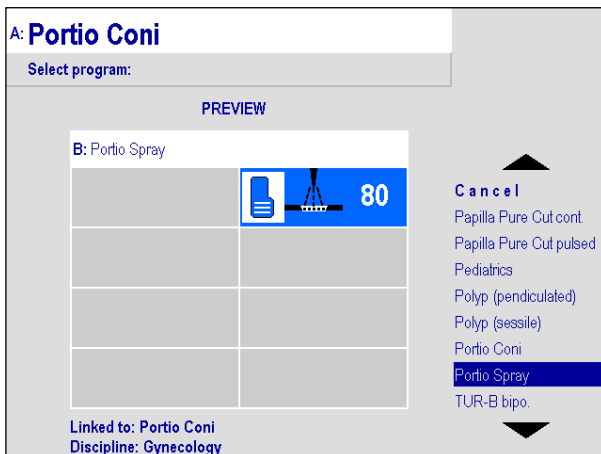 A: Portio Coni
Select program:
PREVIEW
B: Portio Spray
80
Linked to: Portio Coni
Discipline: Gynecology
Cancel
Papilla Pure Cut cont.
Papilla Pure Cut pulsed
Pediatrics
Polyp (pendiculated)
Polyp (sessile)
Portio Coni
Portio Spray
TUR-B bipo.